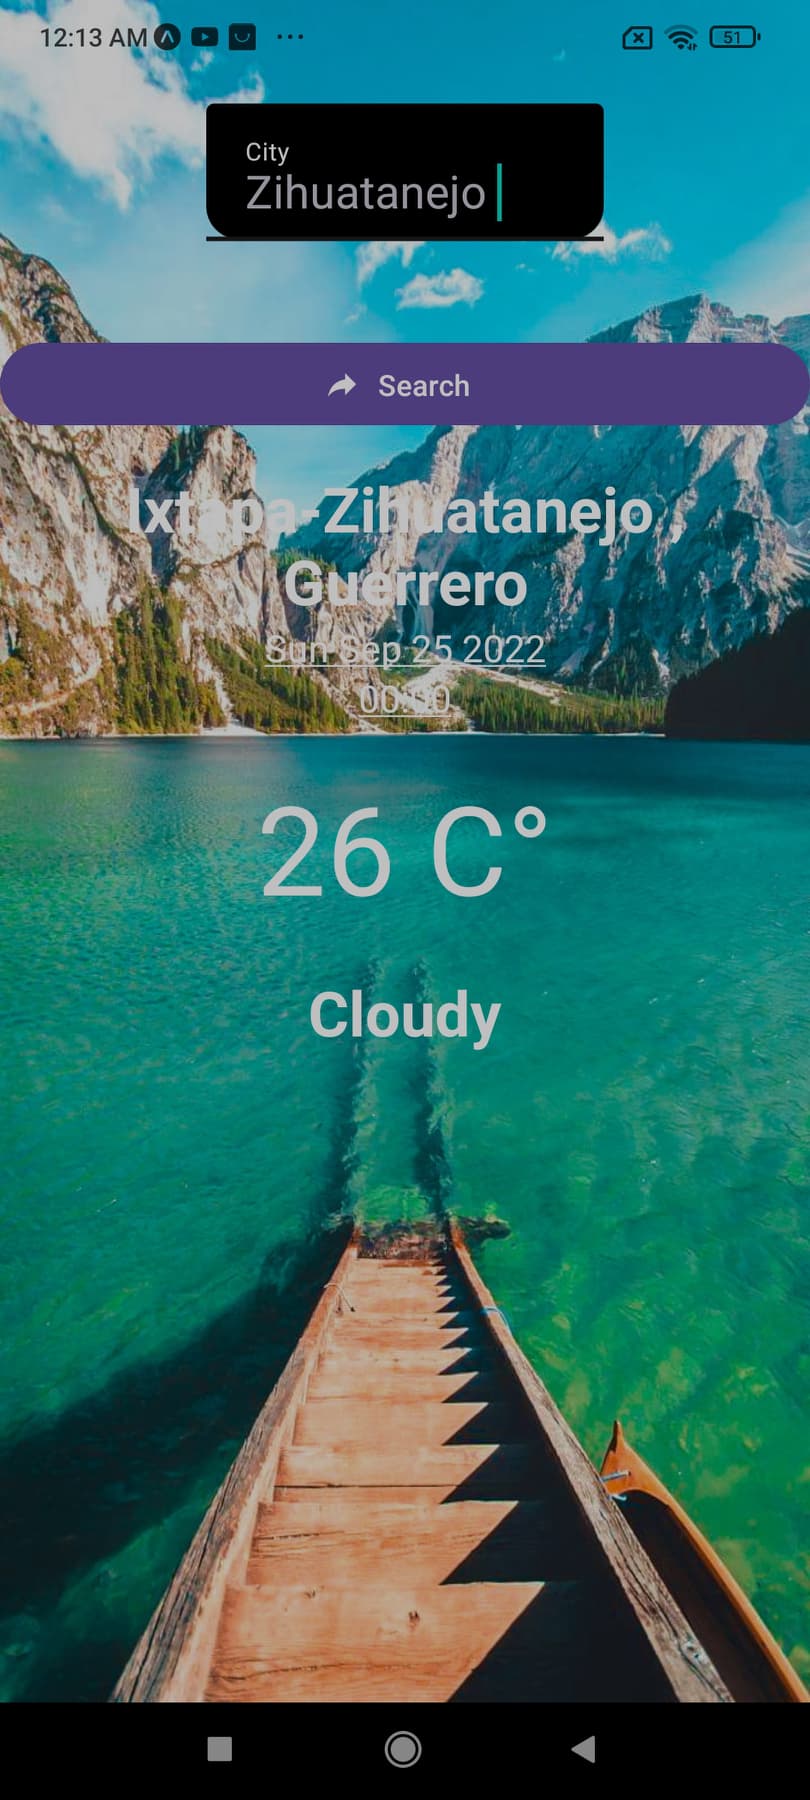 12:13 AM ... 51
City
Zihuatanejo
Search
Ixtapa-Zihuatanejo ,
Guerrero
Sun Sep 25 2022
00:00
26 C°
Cloudy